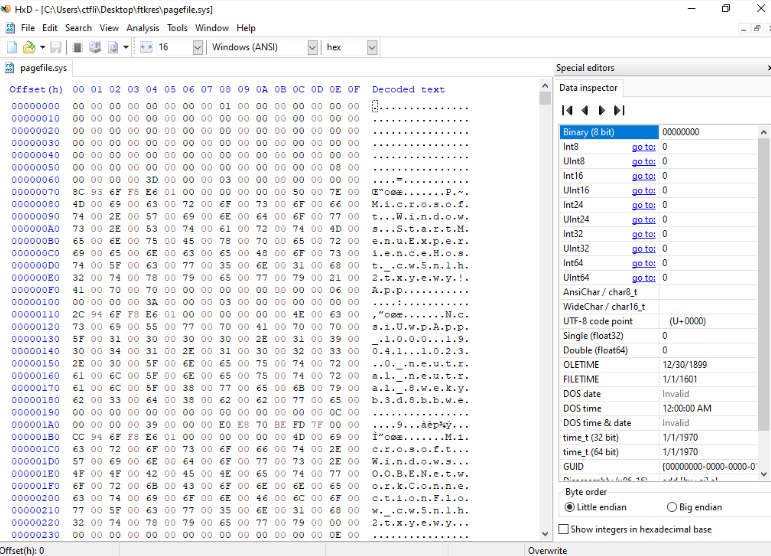 HxD - [C:\Users\ctfli\Desktop\ftkres\pagefile.sys]
File Edit Search View Analysis Tools Window Help
16 Windows (ANSI) hex
pagefile.sys
Offset(h) 00 01 02 03 04 05 06 07 08 09 0A 0B 0C 0D 0E 0F Decoded text
00000000 00 00 00 00 00 00 00 00 01 00 00 00 00 00 00 00 ................
00000010 00 00 00 00 00 00 00 00 00 00 00 00 00 00 00 00 ................
00000020 00 00 00 00 00 00 00 00 00 00 00 00 00 00 00 00 ................
00000030 00 00 00 00 00 00 00 00 00 00 00 00 00 00 00 00 ................
00000040 00 00 00 00 00 00 00 00 00 00 00 00 00 00 00 00 ................
00000050 00 00 00 00 00 00 00 00 00 00 00 00 00 00 08 00 ................
00000060 00 00 00 00 3D 00 00 00 03 00 00 00 00 00 00 00 ....=...........
00000070 8C 93 6F F8 E6 01 00 00 00 00 00 00 50 00 7E 00 Œ“oøæ.......P.~.
00000080 4D 00 69 00 63 00 72 00 6F 00 73 00 6F 00 66 00 M.i.c.r.o.s.o.f.
00000090 74 00 2E 00 57 00 69 00 6E 00 64 00 6F 00 77 00 t...W.i.n.d.o.w.
000000A0 73 00 2E 00 53 00 74 00 61 00 72 00 74 00 4D 00 s...S.t.a.r.t.M.
000000B0 65 00 6E 00 75 00 45 00 78 00 70 00 65 00 72 00 e.n.u.E.x.p.e.r.
000000C0 69 00 65 00 6E 00 63 00 65 00 48 00 6F 00 73 00 i.e.n.c.e.H.o.s.
000000D0 74 00 5F 00 63 00 77 00 35 00 6E 00 31 00 68 00 t._.c.w.5.n.1.h.
000000E0 32 00 74 00 78 00 79 00 65 00 77 00 79 00 21 00 2.t.x.y.e.w.y.!.
000000F0 41 00 70 00 70 00 00 00 00 00 00 00 00 00 00 00 A.p.p...........
00000100 00 00 00 00 3A 00 00 00 03 00 00 00 00 00 00 00 ....:...........
00000110 2C 94 6F F8 E6 01 00 00 00 00 00 00 4E 00 63 00 ,”oøæ.......N.c.
00000120 73 00 69 00 55 00 77 00 70 00 41 00 70 00 70 00 s.i.U.w.p.A.p.p.
00000130 5F 00 31 00 30 00 30 00 30 00 2E 00 31 00 39 00 _.1.0.0.0...1.9.
00000140 30 00 34 00 31 00 2E 00 31 00 30 00 32 00 33 00 0.4.1...1.0.2.3.
00000150 2E 00 30 00 5F 00 6E 00 65 00 75 00 74 00 72 00 ..0._.n.e.u.t.r.
00000160 61 00 6C 00 5F 00 6E 00 65 00 75 00 74 00 72 00 a.l._.n.e.u.t.r.
00000170 61 00 6C 00 5F 00 38 00 77 00 65 00 6B 00 79 00 a.l._.8.w.e.k.y.
00000180 62 00 33 00 64 00 38 00 62 00 62 00 77 00 65 00 b.3.d.8.b.b.w.e.
00000190 00 00 00 00 00 00 00 00 00 00 00 00 00 00 0C 00 ................
000001A0 00 00 00 00 39 00 00 00 E0 E8 70 BE FD 7F 00 00 ....9...àèp¾ý...
000001B0 CC 94 6F F8 E6 01 00 00 00 00 00 00 4D 00 69 00 Ì”oøæ.......M.i.
000001C0 63 00 72 00 6F 00 73 00 6F 00 66 00 74 00 2E 00 c.r.o.s.o.f.t...
000001D0 57 00 69 00 6E 00 64 00 6F 00 77 00 73 00 2E 00 W.i.n.d.o.w.s...
000001E0 4F 00 4F 00 42 00 45 00 4E 00 65 00 74 00 77 00 O.O.B.E.N.e.t.w.
000001F0 6F 00 72 00 6B 00 43 00 6F 00 6E 00 6E 00 65 00 o.r.k.C.o.n.n.e.
00000200 63 00 74 00 69 00 6F 00 6E 00 46 00 6C 00 6F 00 c.t.i.o.n.F.l.o.
00000210 77 00 5F 00 63 00 77 00 35 00 6E 00 31 00 68 00 w._.c.w.5.n.1.h.
00000220 32 00 74 00 78 00 79 00 65 00 77 00 79 00 00 00 2.t.x.y.e.w.y...
00000230 00 00 00 00 00 00 00 00 00 00 00 00 00 00 00 00 ................
Special editors
Data inspector
Binary (8 bit) 00000000
Int8 go to: 0
UInt8 go to: 0
Int16 go to: 0
UInt16 go to: 0
Int24 go to: 0
UInt24 go to: 0
Int32 go to: 0
UInt32 go to: 0
Int64 go to: 0
UInt64 go to: 0
AnsiChar / char8_t
WideChar / char16_t
UTF-8 code point (U+0000)
Single (float32) 0
Double (float64) 0
OLETIME 12/30/1899
FILETIME 1/1/1601
DOS date Invalid
DOS time 12:00:00 AM
DOS time & date Invalid
time_t (32 bit) 1/1/1970
time_t (64 bit) 1/1/1970
GUID {00000000-0000-0000-0
Byte order
Little endian Big endian
Show integers in hexadecimal base
Offset(h): 0 Overwrite